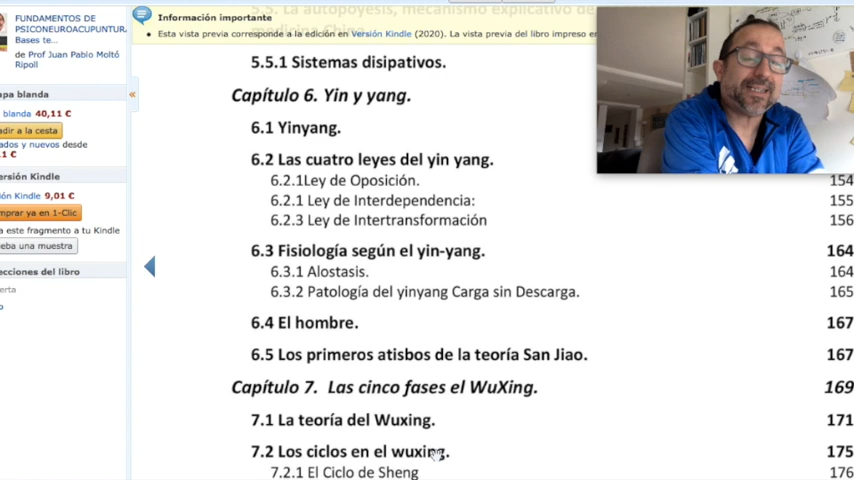 FUNDAMENTOS DE
PSICONEUROACUPUNTURA
Bases te...
de Prof Juan Pablo Moltó
Ripoll
apa blanda
blanda 40,11 €
adir a la cesta
ados y nuevos desde
1 €
ersión Kindle
ión Kindle 9,01 €
mprar ya en 1-Clic
a este fragmento a tu Kindle
eba una muestra
ecciones del libro
erta
«
5.5. La autopoyesis, mecanismo explicativo de
Información importante
• Esta vista previa corresponde a la edición en Versión Kindle (2020). La vista previa del libro impreso en
5.5.1 Sistemas disipativos.
Capítulo 6. Yin y yang.
6.1 Yinyang.
6.2 Las cuatro leyes del yin yang.
6.2.1Ley de Oposición. 154
6.2.1 Ley de Interdependencia: 155
6.2.3 Ley de Intertransformación 156
6.3 Fisiología según el yin-yang. 164
6.3.1 Alostasis. 164
6.3.2 Patología del yinyang Carga sin Descarga. 165
6.4 El hombre. 167
6.5 Los primeros atisbos de la teoría San Jiao. 167
Capítulo 7. Las cinco fases el WuXing. 169
7.1 La teoría del Wuxing. 171
7.2 Los ciclos en el wuxing. 175
7.2.1 El Ciclo de Sheng 176